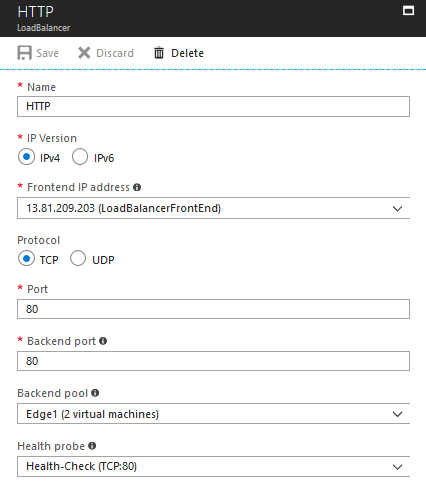 HTTP
LoadBalancer
Save Discard Delete
* Name
HTTP
* IP Version
IPv4 IPv6
* Frontend IP address
13.81.209.203 (LoadBalancerFrontEnd)
Protocol
TCP UDP
* Port
80
* Backend port
80
Backend pool
Edge1 (2 virtual machines)
Health probe
Health-Check (TCP:80)